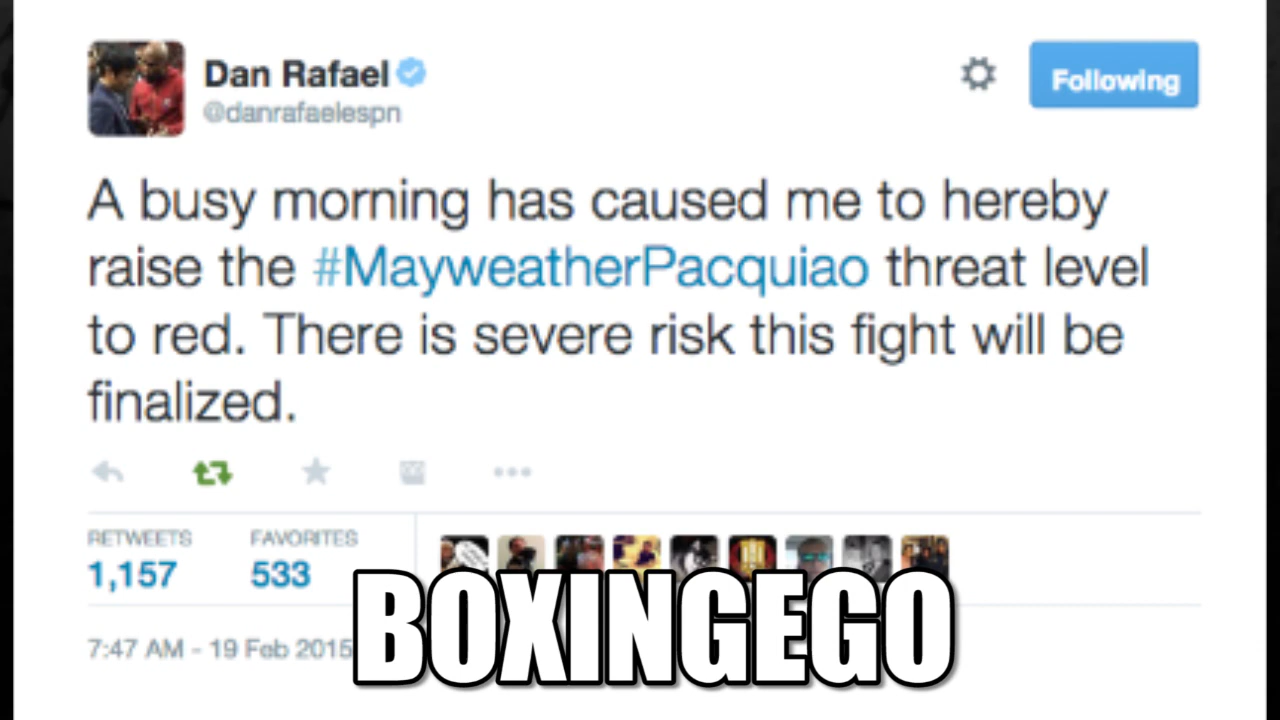 Dan Rafael
@danrafaelespn
Following
A busy morning has caused me to hereby
raise the #MayweatherPacquiao threat level
to red. There is severe risk this fight will be
finalized.
RETWEETS FAVORITES
1,157 533
BOXINGEGO
7:47 AM - 19 Feb 2015